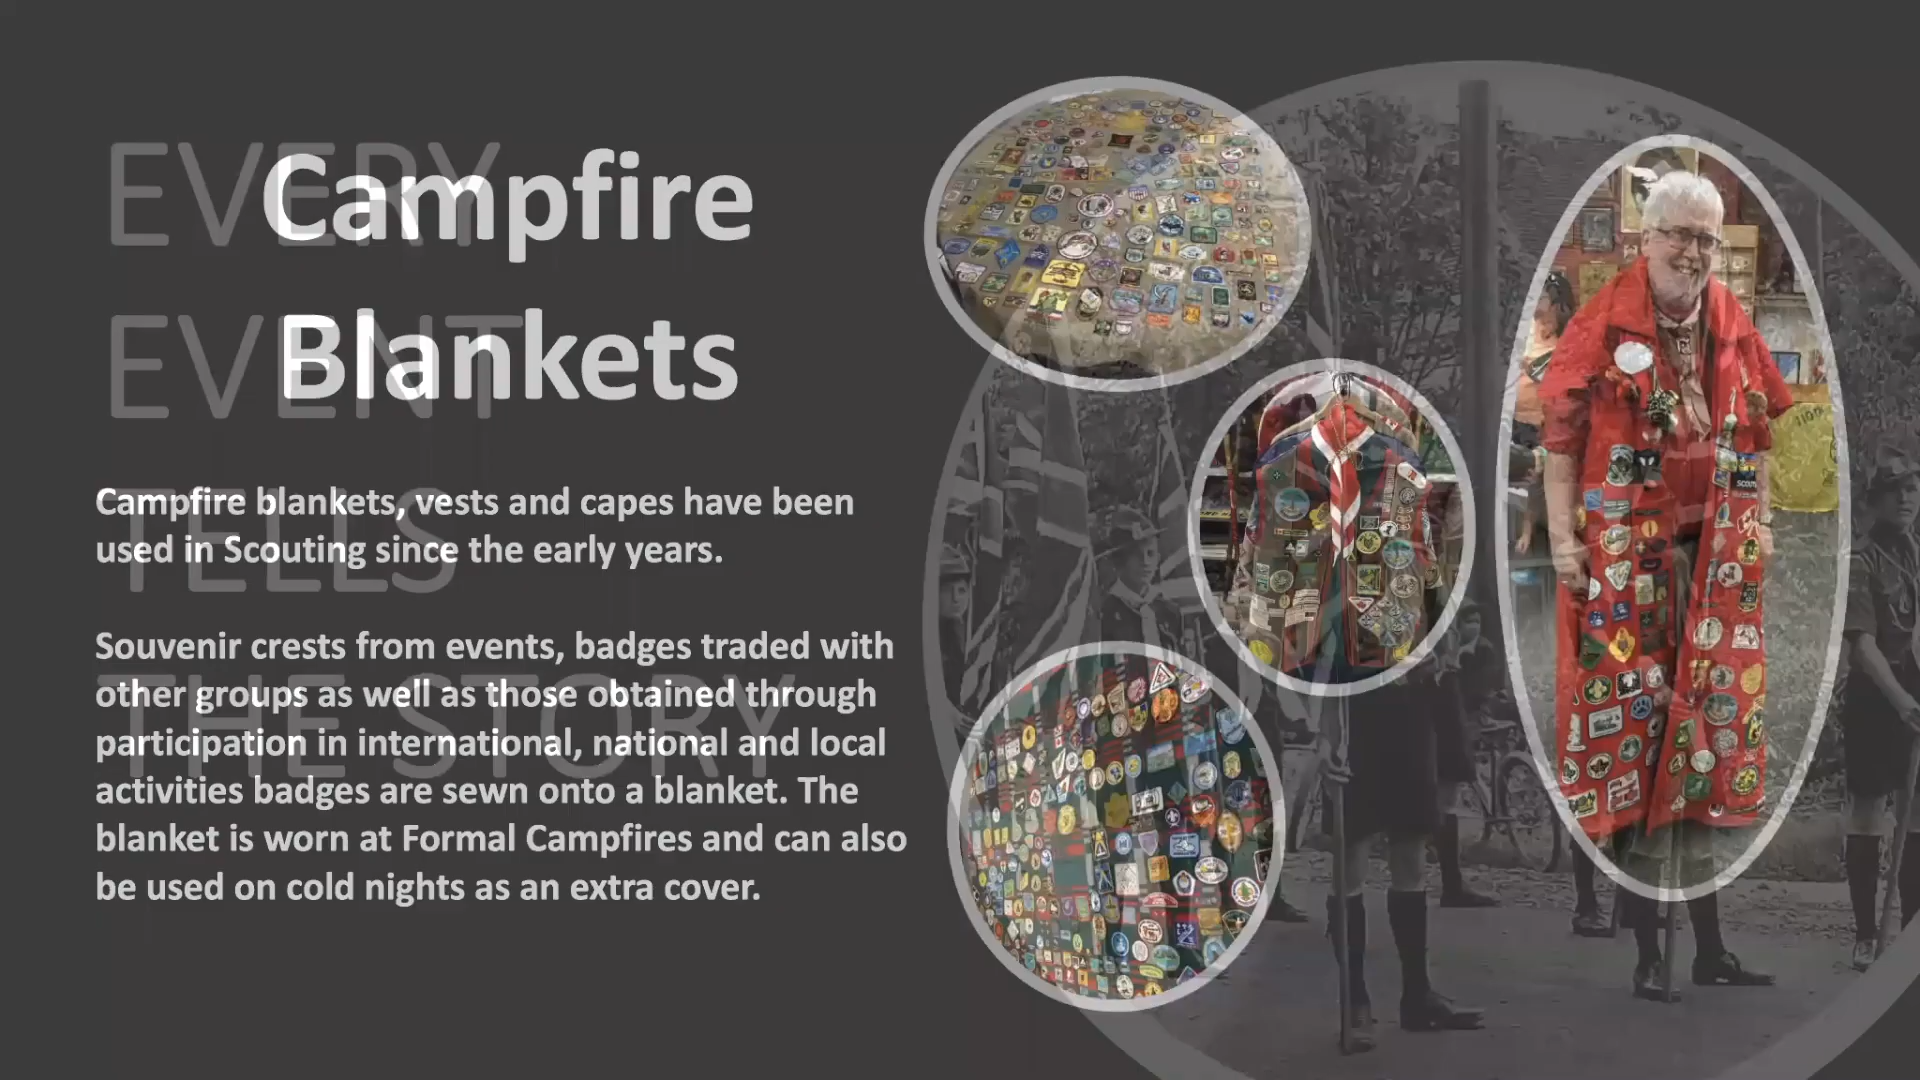 EVERY
EVENT
TELLS
THE STORY
Campfire
Blankets
Campfire blankets, vests and capes have been
used in Scouting since the early years.
Souvenir crests from events, badges traded with
other groups as well as those obtained through
participation in international, national and local
activities badges are sewn onto a blanket. The
blanket is worn at Formal Campfires and can also
be used on cold nights as an extra cover.